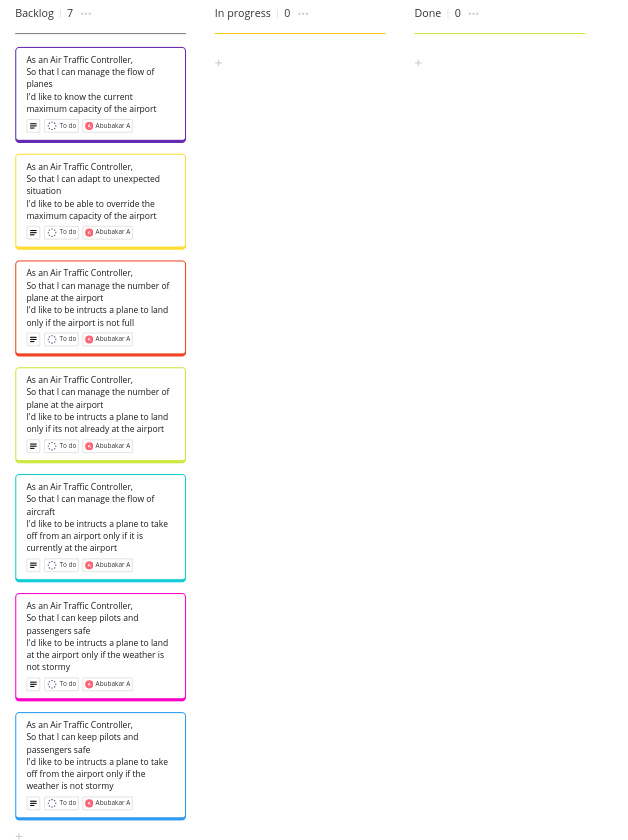 Backlog 7 ...
In progress 0 ...
Done 0 ...
+
+
As an Air Traffic Controller,
So that I can manage the flow of
planes
I'd like to know the current
maximum capacity of the airport
To do A Abubakar A
As an Air Traffic Controller,
So that I can adapt to unexpected
situation
I'd like to be able to override the
maximum capacity of the airport
To do A Abubakar A
As an Air Traffic Controller,
So that I can manage the number of
plane at the airport
I'd like to be intructs a plane to land
only if the airport is not full
To do A Abubakar A
As an Air Traffic Controller,
So that I can manage the number of
plane at the airport
I'd like to be intructs a plane to land
only if its not already at the airport
To do A Abubakar A
As an Air Traffic Controller,
So that I can manage the flow of
aircraft
I'd like to be intructs a plane to take
off from an airport only if it is
currently at the airport
To do A Abubakar A
As an Air Traffic Controller,
So that I can keep pilots and
passengers safe
I'd like to be intructs a plane to land
at the airport only if the weather is
not stormy
To do A Abubakar A
As an Air Traffic Controller,
So that I can keep pilots and
passengers safe
I'd like to be intructs a plane to take
off from the airport only if the
weather is not stormy
To do A Abubakar A
+